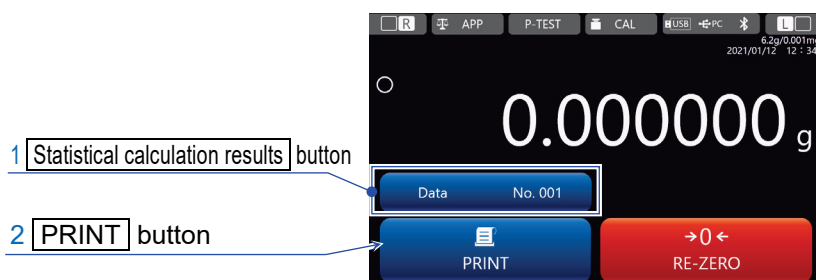 R APP P-TEST CAL USB PC L
6.2g/0.001mg
2021/01/12 12:34
0.000000 g
1 Statistical calculation results button
Data No. 001
2 PRINT button
PRINT
→0←
RE-ZERO